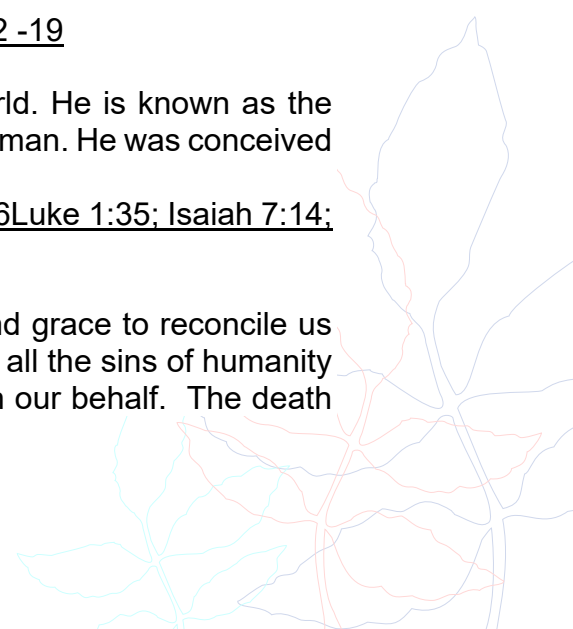 2 -19
rld. He is known as the
man. He was conceived
6Luke 1:35; Isaiah 7:14;
nd grace to reconcile us
all the sins of humanity
n our behalf.  The death